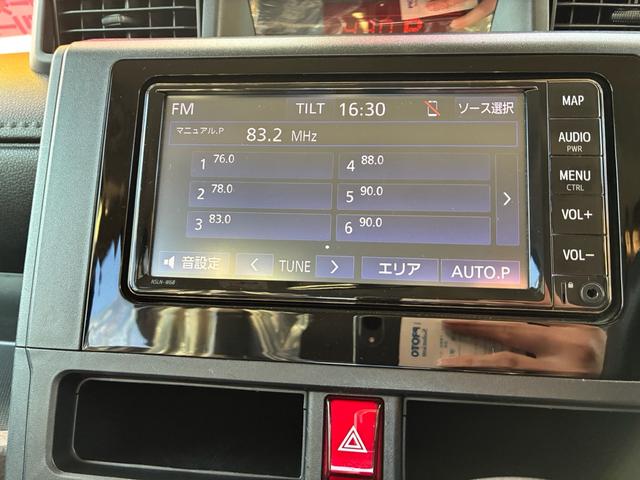 FM TILT 16:30 ソース選択
マニュアル.P 83.2 MHz
1 76.0
2 78.0
3 83.0
4 88.0
5 90.0
6 90.0
音設定 < TUNE > エリア AUTO.P
NSLN-W60
MAP
AUDIO
PWR
MENU
CTRL
VOL+
VOL-